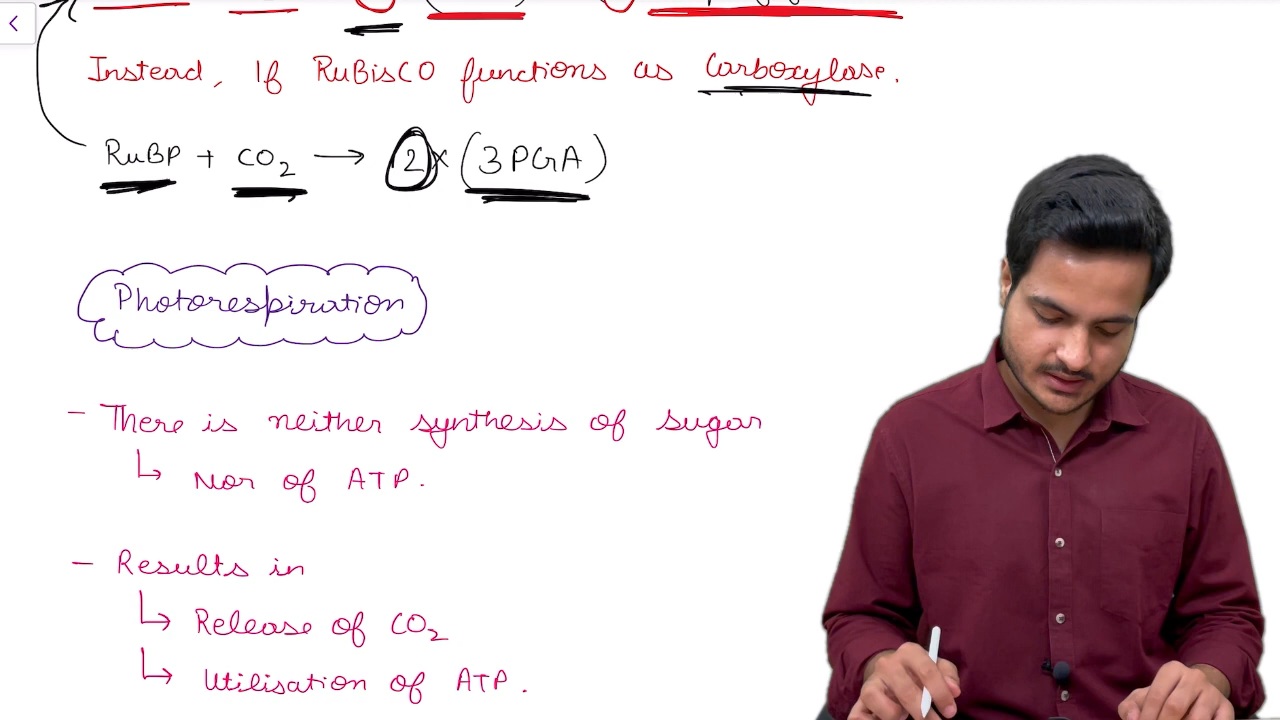 Instead, If RuBisCO functions as Carboxylase.
RuBP + CO₂ → 2 × (3PGA)
Photorespiration
- There is neither synthesis of sugar
↳ Nor of ATP.
- Results in
↳ Release of CO₂
↳ Utilisation of ATP.